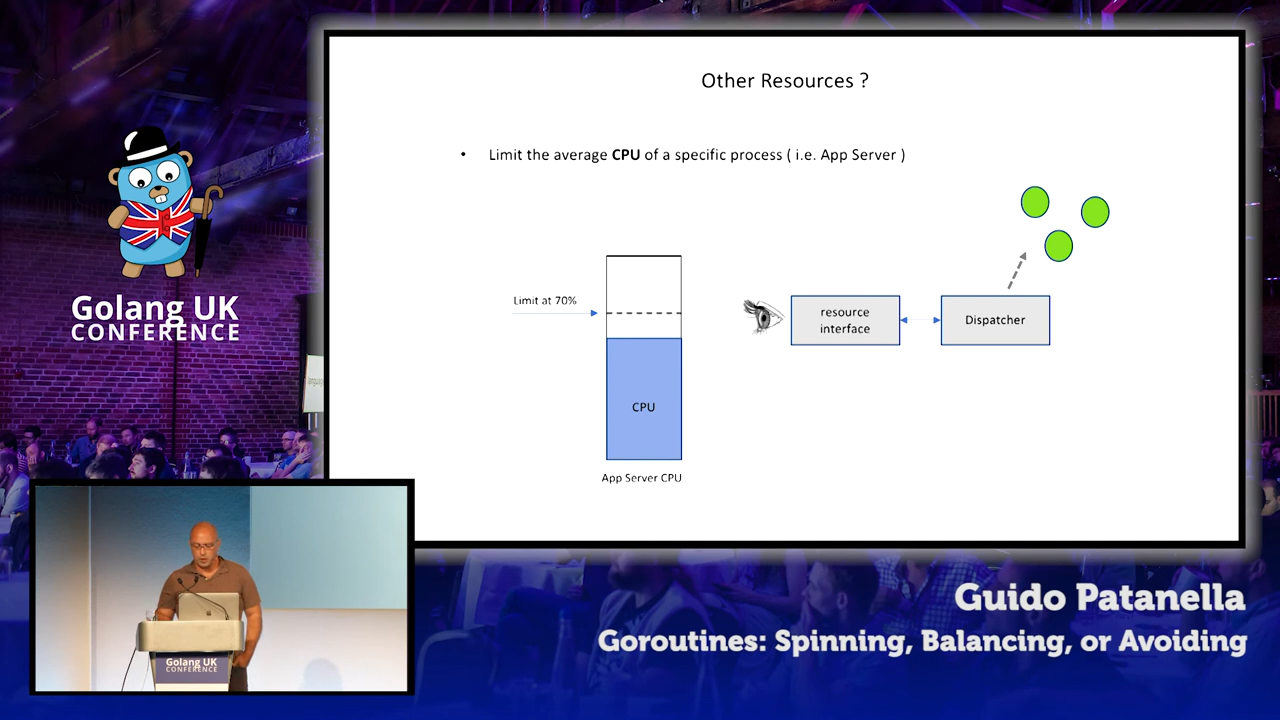 Other Resources ?
• Limit the average CPU of a specific process ( i.e. App Server )
Limit at 70%
CPU
App Server CPU
resource
interface
Dispatcher
Golang UK
CONFERENCE
Golang UK
CONFERENCE
Guido Patanella
Goroutines: Spinning, Balancing, or Avoiding